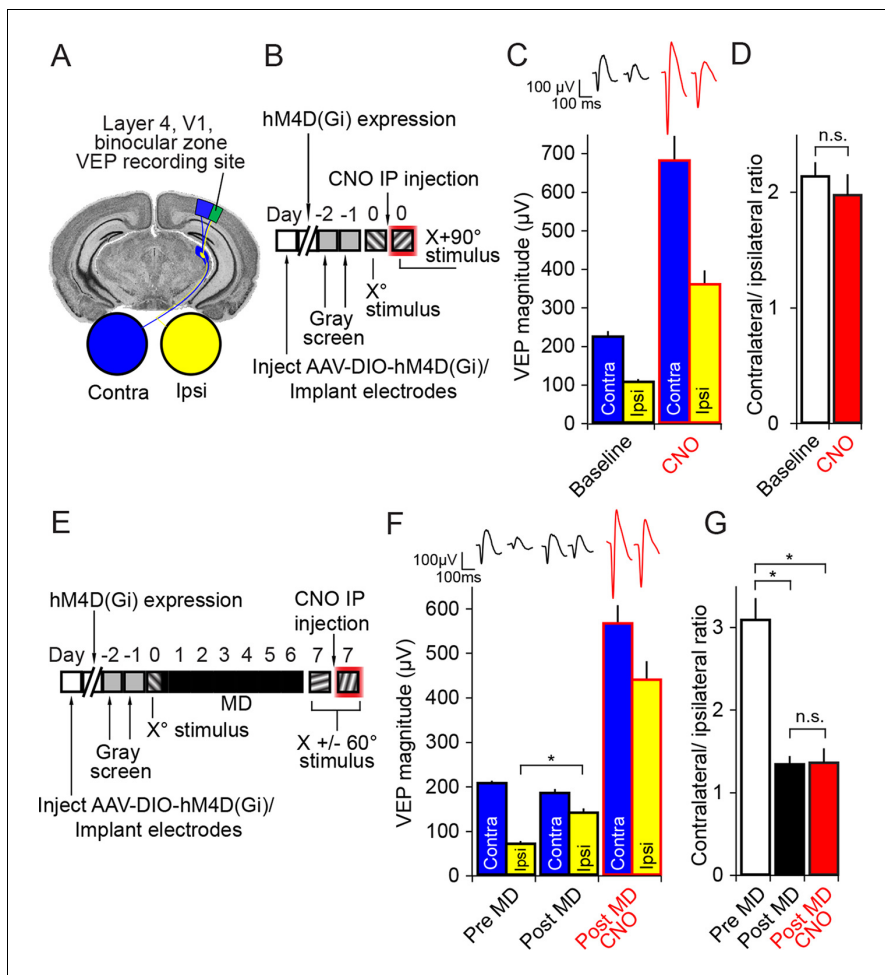 A
Layer 4, V1,
binocular zone
VEP recording site
Contra
Ipsi
B
hM4D(Gi) expression
CNO IP injection
Day
-2 -1 0 0
X+90°
stimulus
X°
stimulus
Gray
screen
Inject AAV-DIO-hM4D(Gi)/
Implant electrodes
C
100 µV
100 ms
VEP magnitude (µV)
700
600
500
400
300
200
100
0
Contra
Ipsi
Contra
Ipsi
Baseline
CNO
D
n.s.
Contralateral/ ipsilateral ratio
2
1
0
Baseline
CNO
E
hM4D(Gi) expression
CNO IP
injection
Day
-2 -1 0 1 2 3 4 5 6 7 7
MD
X° stimulus
X +/- 60°
stimulus
Gray
screen
Inject AAV-DIO-hM4D(Gi)/
Implant electrodes
F
100µV
100ms
VEP magnitude (µV)
600
500
400
300
200
100
0
*
Contra
Ipsi
Contra
Ipsi
Contra
Ipsi
Pre MD
Post MD
Post MD
CNO
G
*
*
n.s.
Contralateral/ ipsilateral ratio
3
2
1
0
Pre MD
Post MD
Post MD
CNO